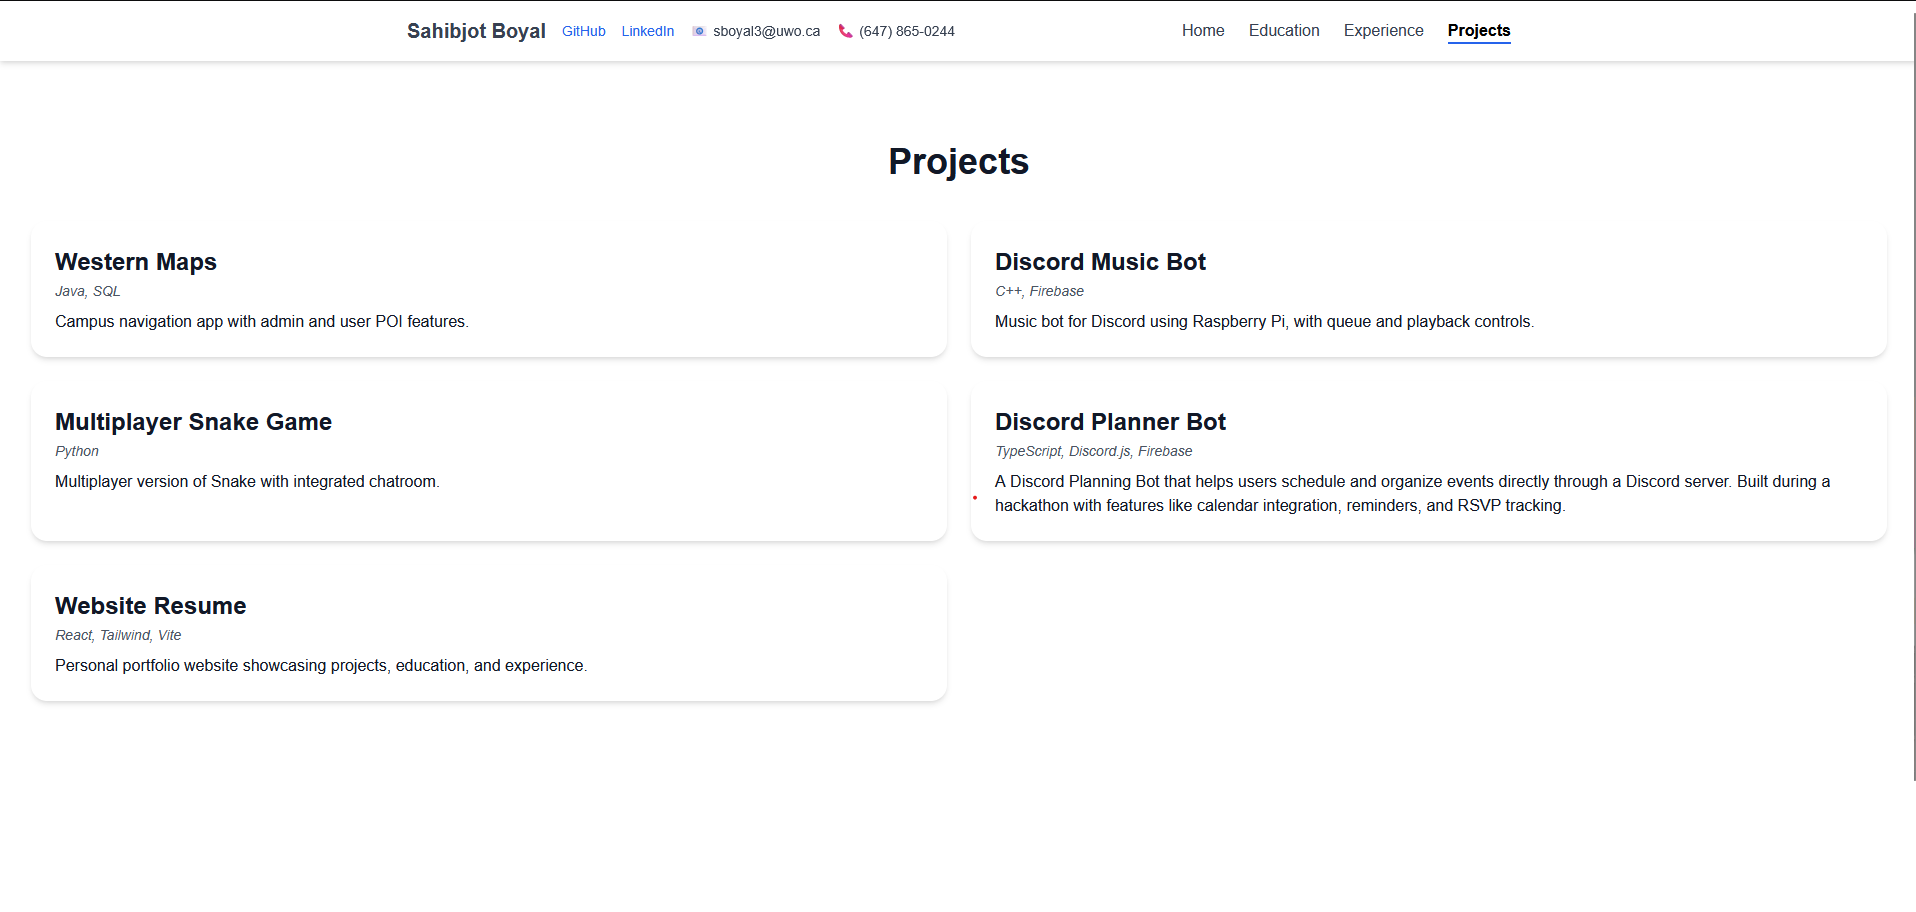 Sahibjot Boyal GitHub LinkedIn 📧 sboyal3@uwo.ca 📞 (647) 865-0244 Home Education Experience Projects
Projects
Western Maps
Java, SQL
Campus navigation app with admin and user POI features.
Discord Music Bot
C++, Firebase
Music bot for Discord using Raspberry Pi, with queue and playback controls.
Multiplayer Snake Game
Python
Multiplayer version of Snake with integrated chatroom.
Discord Planner Bot
TypeScript, Discord.js, Firebase
A Discord Planning Bot that helps users schedule and organize events directly through a Discord server. Built during a
hackathon with features like calendar integration, reminders, and RSVP tracking.
Website Resume
React, Tailwind, Vite
Personal portfolio website showcasing projects, education, and experience.